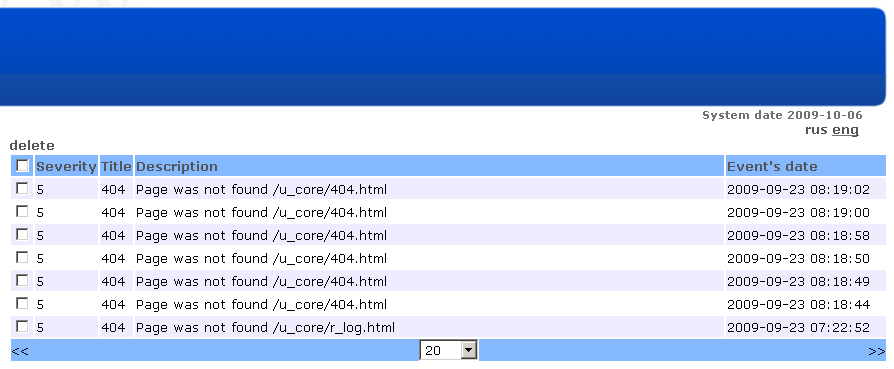 System date 2009-10-06
rus eng
delete
Severity Title Description Event's date
5 404 Page was not found /u_core/404.html 2009-09-23 08:19:02
5 404 Page was not found /u_core/404.html 2009-09-23 08:19:00
5 404 Page was not found /u_core/404.html 2009-09-23 08:18:58
5 404 Page was not found /u_core/404.html 2009-09-23 08:18:50
5 404 Page was not found /u_core/404.html 2009-09-23 08:18:49
5 404 Page was not found /u_core/404.html 2009-09-23 08:18:44
5 404 Page was not found /u_core/r_log.html 2009-09-23 07:22:52
<< 20 >>